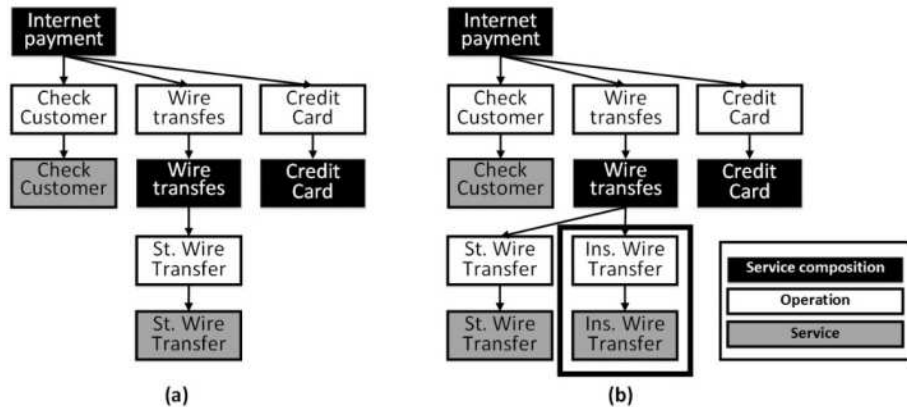 Internet
payment
Check
Customer
Wire
transfes
Credit
Card
Check
Customer
Wire
transfes
Credit
Card
St. Wire
Transfer
St. Wire
Transfer
(a)
Internet
payment
Check
Customer
Wire
transfes
Credit
Card
Check
Customer
Wire
transfes
Credit
Card
St. Wire
Transfer
Ins. Wire
Transfer
St. Wire
Transfer
Ins. Wire
Transfer
Service composition
Operation
Service
(b)